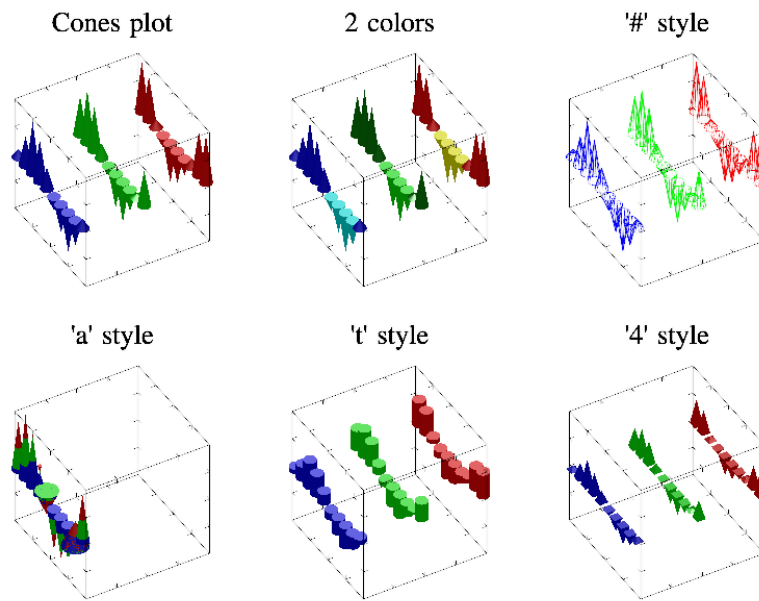 Cones plot
2 colors
'#' style
'a' style
't' style
'4' style